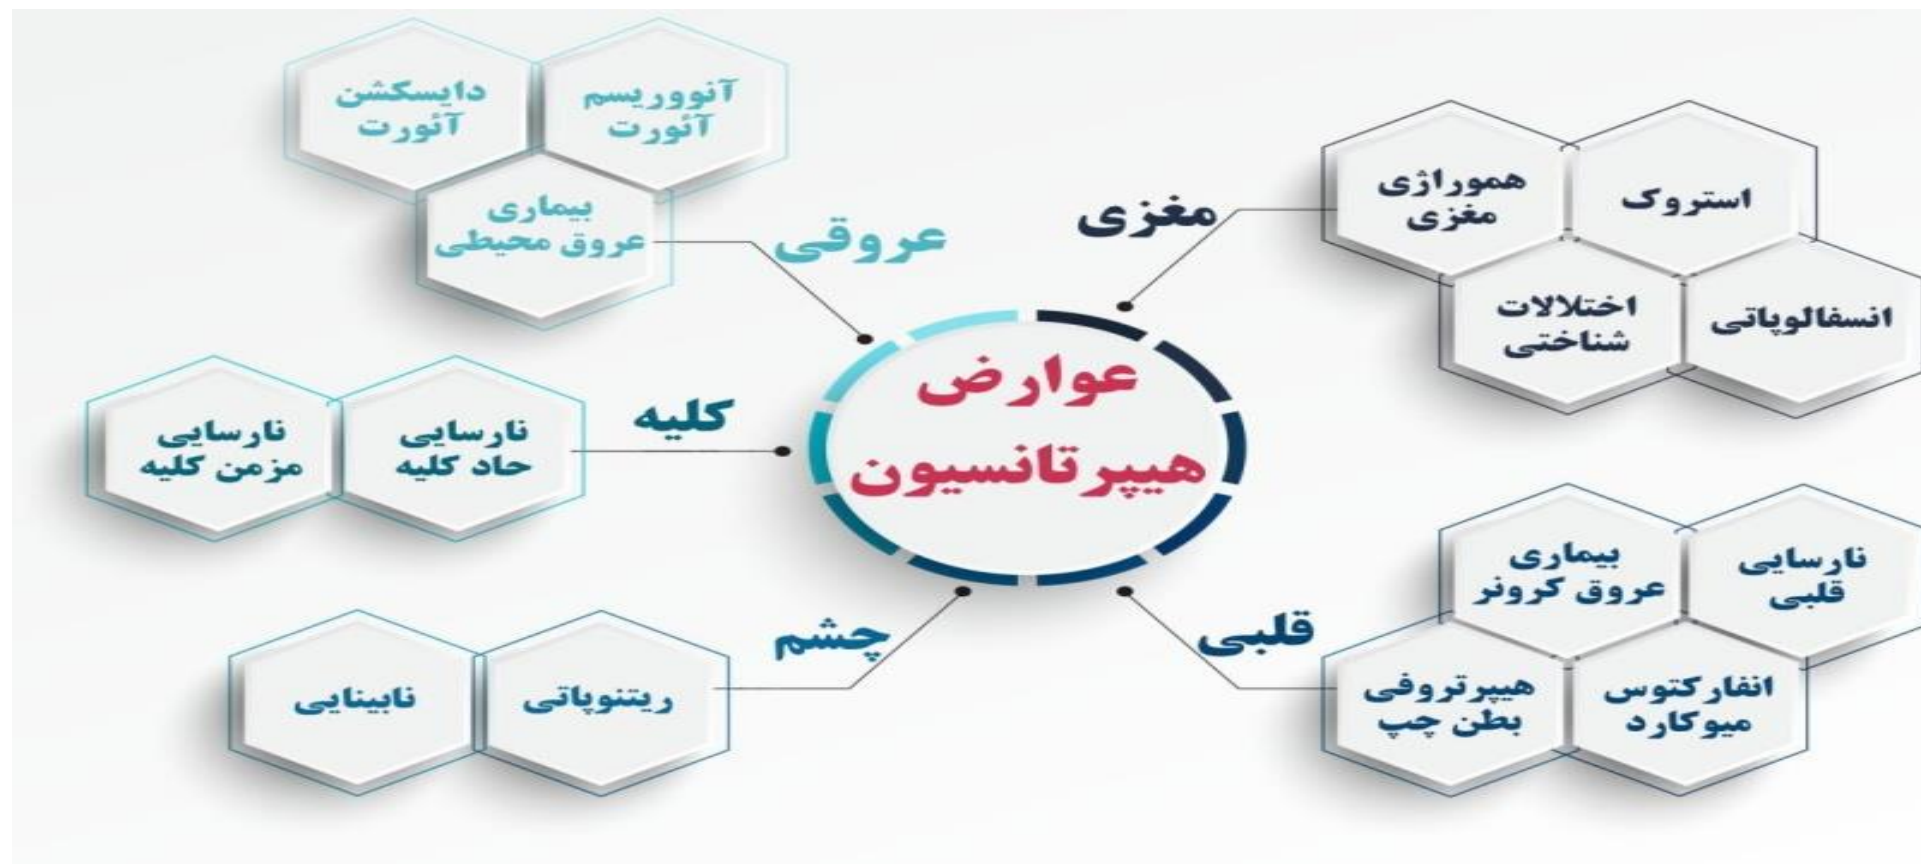 عوارض
هیپرتانسیون
مغزی
استروک
هموراژی
مغزی
انسفالوپاتی
اختلالات
شناختی
قلبی
نارسایی
قلبی
بیماری
عروق کرونر
انفارکتوس
میوکارد
هیپرتروفی
بطن چپ
عروقی
آنووریسم
آئورت
دایسکشن
آئورت
بیماری
عروق محیطی
کلیه
نارسایی
حاد کلیه
نارسایی
مزمن کلیه
چشم
ریتنوپاتی
نابینایی